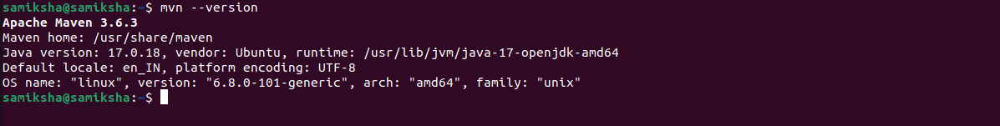 samiksha@samiksha:~$ mvn --version
Apache Maven 3.6.3
Maven home: /usr/share/maven
Java version: 17.0.18, vendor: Ubuntu, runtime: /usr/lib/jvm/java-17-openjdk-amd64
Default locale: en_IN, platform encoding: UTF-8
OS name: "linux", version: "6.8.0-101-generic", arch: "amd64", family: "unix"
samiksha@samiksha:~$